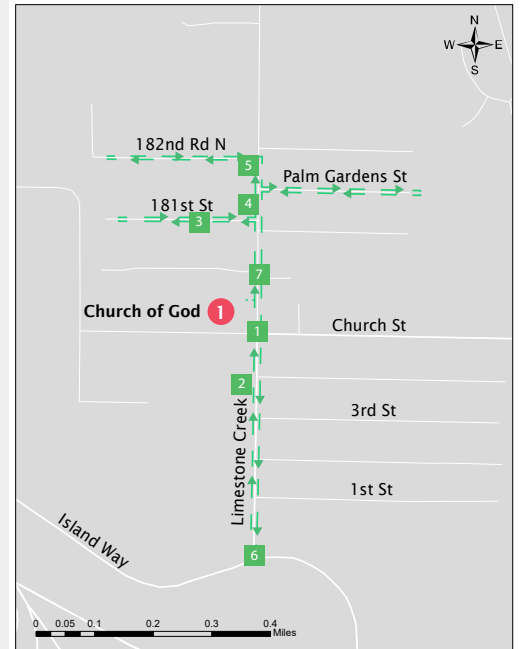 N
W E
S
182nd Rd N
5
Palm Gardens St
4
181st St
3
7
Church of God 1
1
Church St
2
3rd St
Limestone Creek
1st St
Island Way
6
0 0.05 0.1 0.2 0.3 0.4
Miles